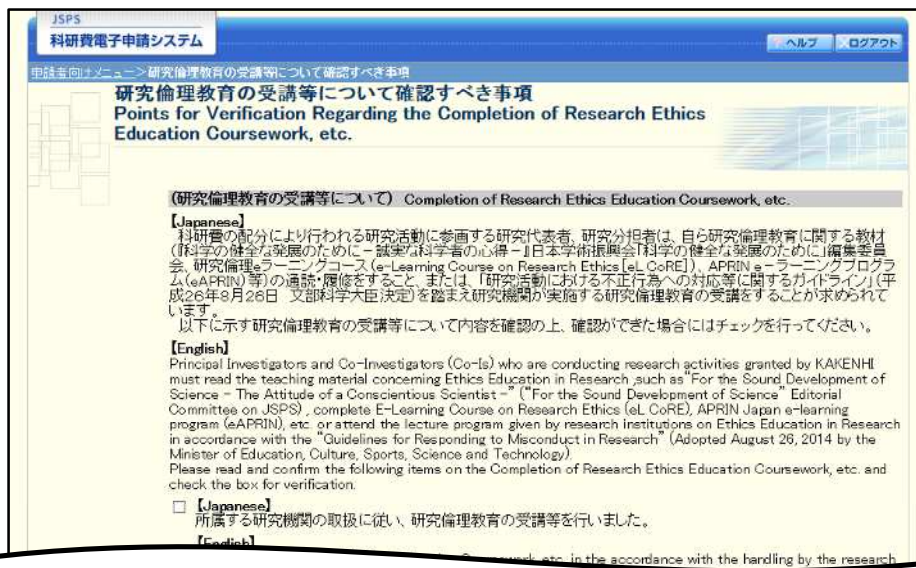 JSPS
科研費電子申請システム
ヘルプ
ログアウト
申請者向けメニュー>研究倫理教育の受講等について確認すべき事項
研究倫理教育の受講等について確認すべき事項
Points for Verification Regarding the Completion of Research Ethics
Education Coursework, etc.
(研究倫理教育の受講等について) Completion of Research Ethics Education Coursework, etc.
【Japanese】
科研費の配分により行われる研究活動に参画する研究代表者、研究分担者は、自ら研究倫理教育に関する教材
(『科学の健全な発展のために-誠実な科学者の心得-』日本学術振興会「科学の健全な発展のために」編集委員
会、研究倫理eラーニングコース(e-Learning Course on Research Ethics [eL CoRE])、APRIN e-ラーニングプログラ
ム(eAPRIN)等)の通読・履修をすること、または、「研究活動における不正行為への対応等に関するガイドライン」(平
成26年8月26日 文部科学大臣決定)を踏まえ研究機関が実施する研究倫理教育の受講をすることが求められて
います。
以下に示す研究倫理教育の受講等について内容を確認の上、確認ができた場合にはチェックを行ってください。
【English】
Principal Investigators and Co-Investigators (Co-Is) who are conducting research activities granted by KAKENHI
must read the teaching material concerning Ethics Education in Research ,such as"For the Sound Development of
Science - The Attitude of a Conscientious Scientist -" ("For the Sound Development of Science" Editorial
Committee on JSPS) , complete E-Learning Course on Research Ethics (eL CoRE), APRIN Japan e-learning
program (eAPRIN), etc. or attend the lecture program given by research institutions on Ethics Education in Research
in accordance with the "Guidelines for Responding to Misconduct in Research" (Adopted August 26, 2014 by the
Minister of Education, Culture, Sports, Science and Technology).
Please read and confirm the following items on the Completion of Research Ethics Education Coursework, etc. and
check the box for verification.
【Japanese】
所属する研究機関の取扱に従い、研究倫理教育の受講等を行いました。
【English】
Coursework, etc. in the accordance with the handling by the research